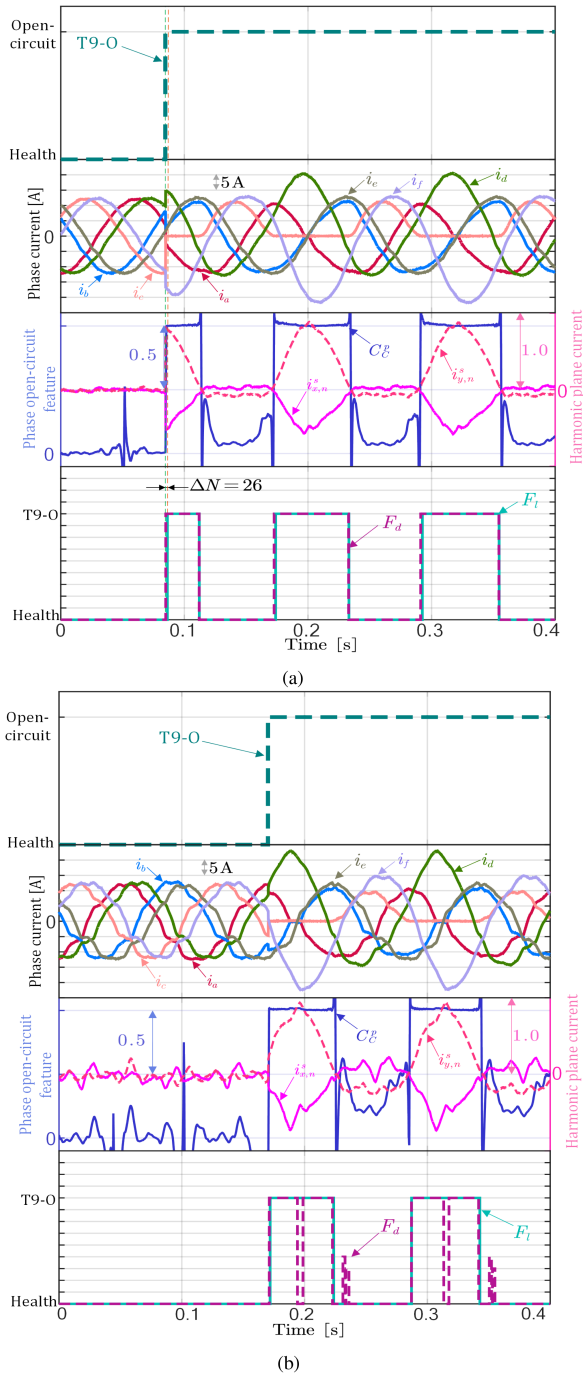 Open-
circuit
T9-O
Health
Phase current [A]
0
5 A
i_e
i_f
i_d
i_b
i_c
i_a
Phase open-circuit
feature
0.5
0
C_C^p
i_{x,n}^s
i_{y,n}^s
1.0
0
Harmonic plane current
ΔN = 26
T9-O
F_d
F_l
Health
0
0.1
0.2
0.3
0.4
Time [s]
(a)
Open-
circuit
T9-O
Health
Phase current [A]
0
5 A
i_b
i_e
i_f
i_d
i_c
i_a
Phase open-circuit
feature
0.5
0
C_C^p
i_{x,n}^s
i_{y,n}^s
1.0
0
Harmonic plane current
T9-O
F_d
F_l
Health
0
0.1
0.2
0.3
0.4
Time [s]
(b)